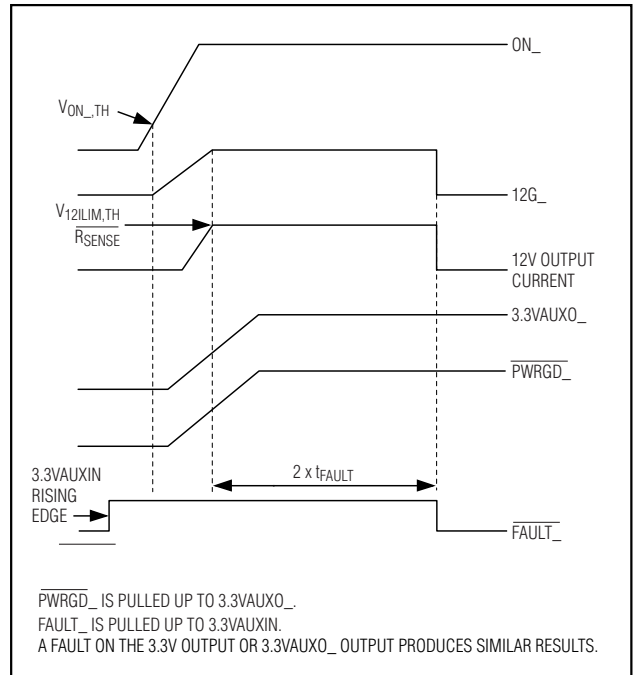 ON_
V_ON_,TH
12G_
V_12ILIM,TH
R_SENSE
12V OUTPUT
CURRENT
3.3VAUXO_
PWRGD_
3.3VAUXIN
RISING
EDGE
2 x t_FAULT
FAULT_
PWRGD_ IS PULLED UP TO 3.3VAUXO_.
FAULT_ IS PULLED UP TO 3.3VAUXIN.
A FAULT ON THE 3.3V OUTPUT OR 3.3VAUXO_ OUTPUT PRODUCES SIMILAR RESULTS.